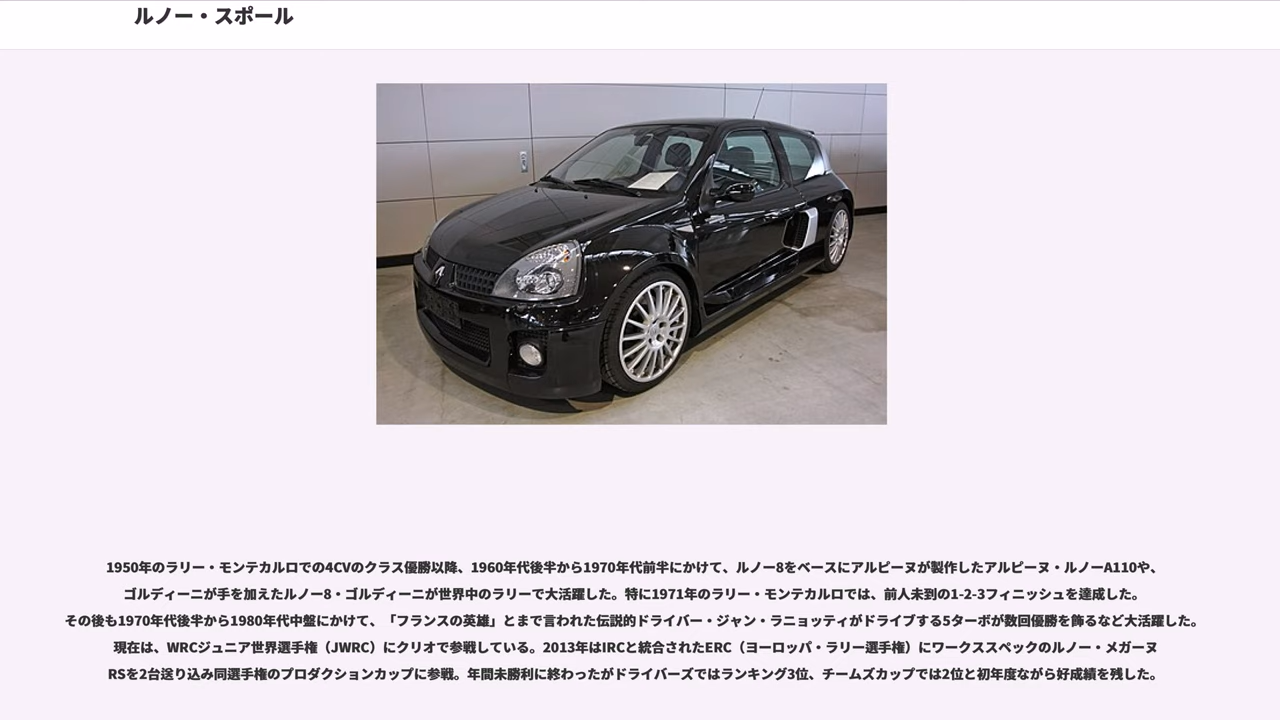 ルノー・スポール
1950年のラリー・モンテカルロでの4CVのクラス優勝以降、1960年代後半から1970年代前半にかけて、ルノー8をベースにアルピーヌが製作したアルピーヌ・ルノーA110や、
ゴルディーニが手を加えたルノー8・ゴルディーニが世界中のラリーで大活躍した。特に1971年のラリー・モンテカルロでは、前人未到の1-2-3フィニッシュを達成した。
その後も1970年代後半から1980年代中盤にかけて、「フランスの英雄」とまで言われた伝説的ドライバー・ジャン・ラニョッティがドライブする5ターボが数回優勝を飾るなど大活躍した。
現在は、WRCジュニア世界選手権（JWRC）にクリオで参戦している。2013年はIRCと統合されたERC（ヨーロッパ・ラリー選手権）にワークススペックのルノー・メガーヌ
RSを2台送り込み同選手権のプロダクションカップに参戦。年間未勝利に終わったがドライバーズではランキング3位、チームズカップでは2位と初年度ながら好成績を残した。